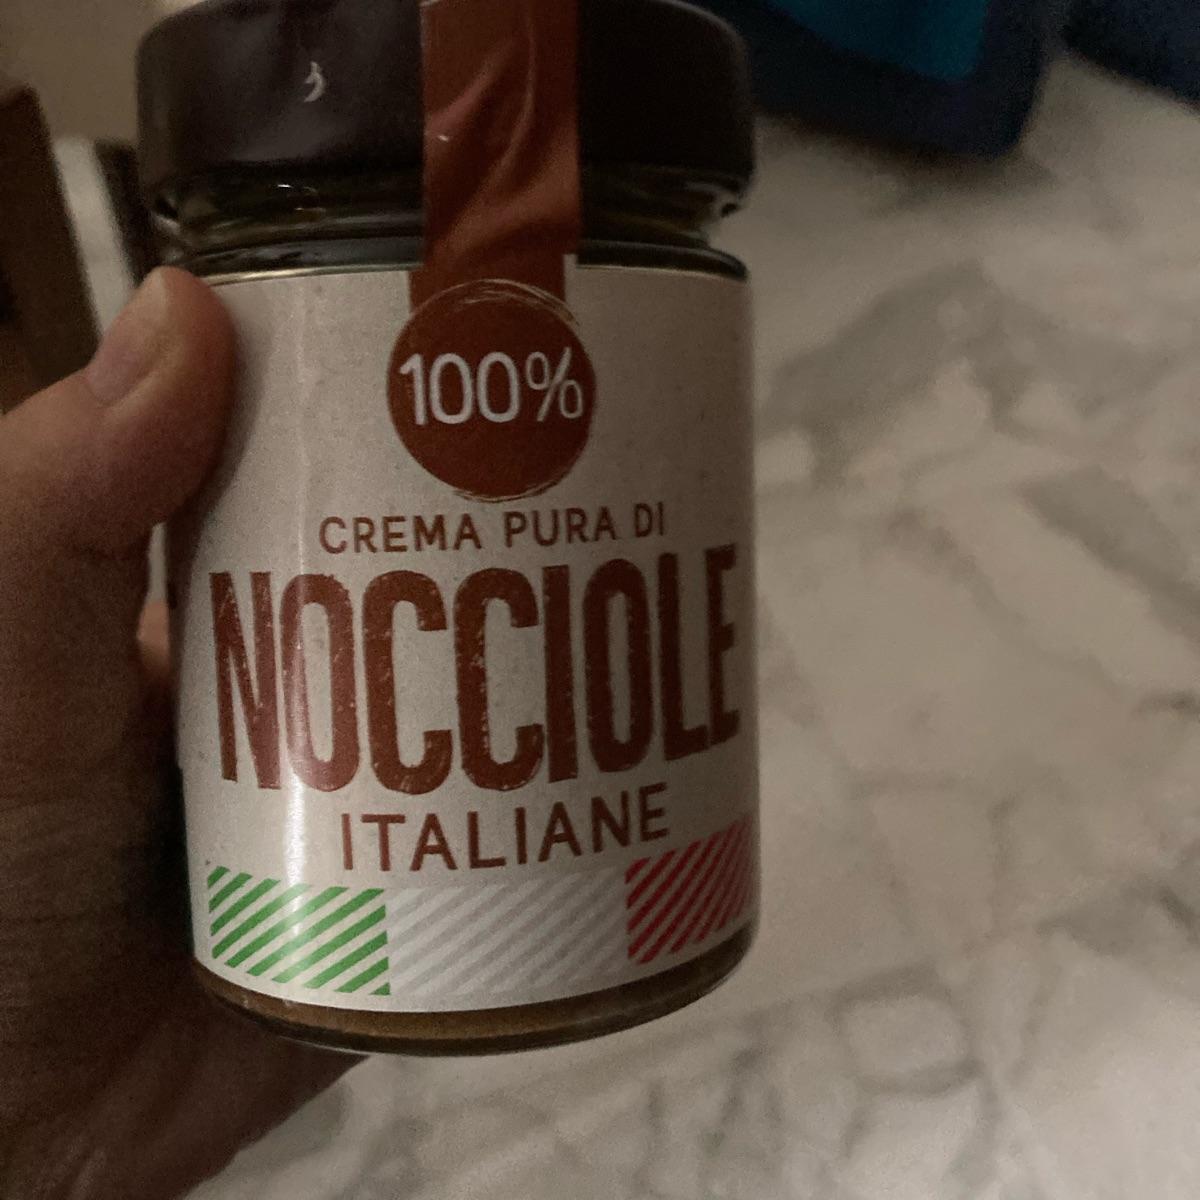 100%
CREMA PURA DI
NOCCIOLE
ITALIANE